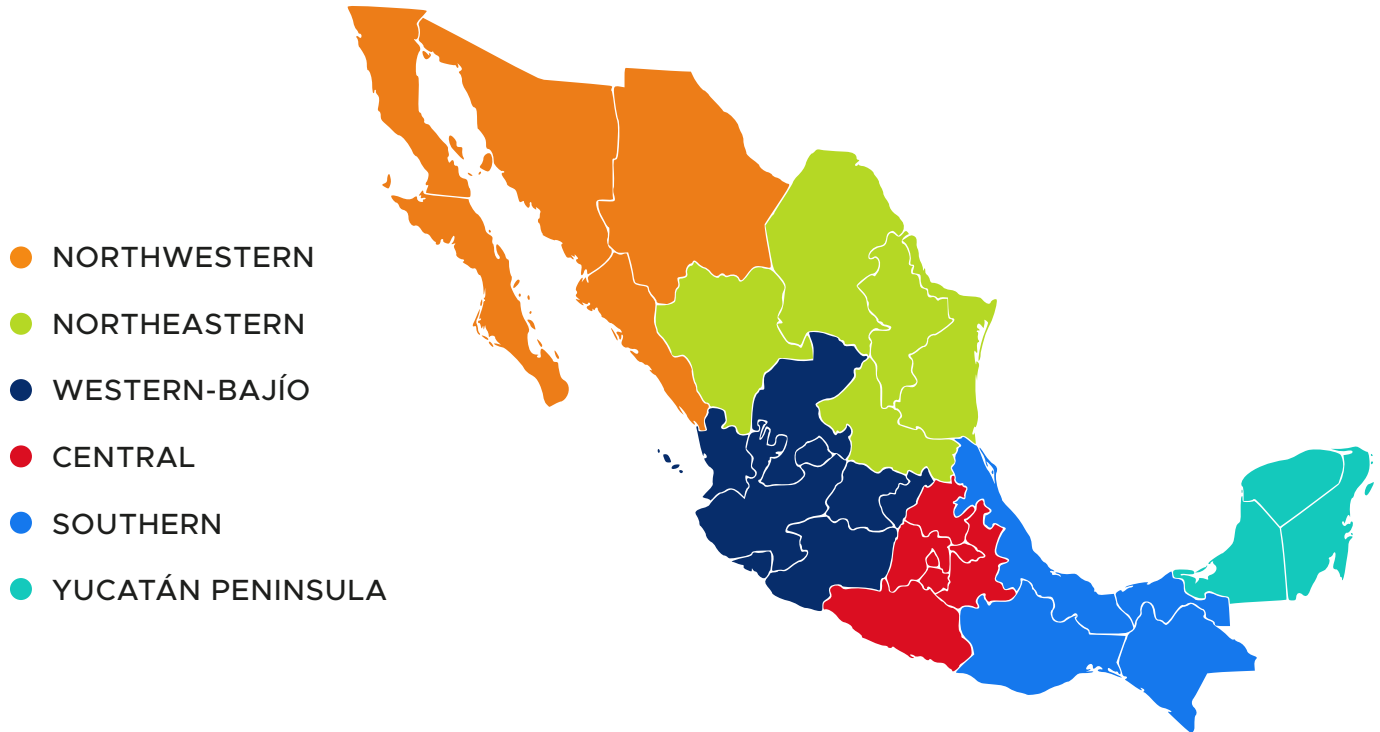 NORTHWESTERN
NORTHEASTERN
WESTERN-BAJÍO
CENTRAL
SOUTHERN
YUCATÁN PENINSULA